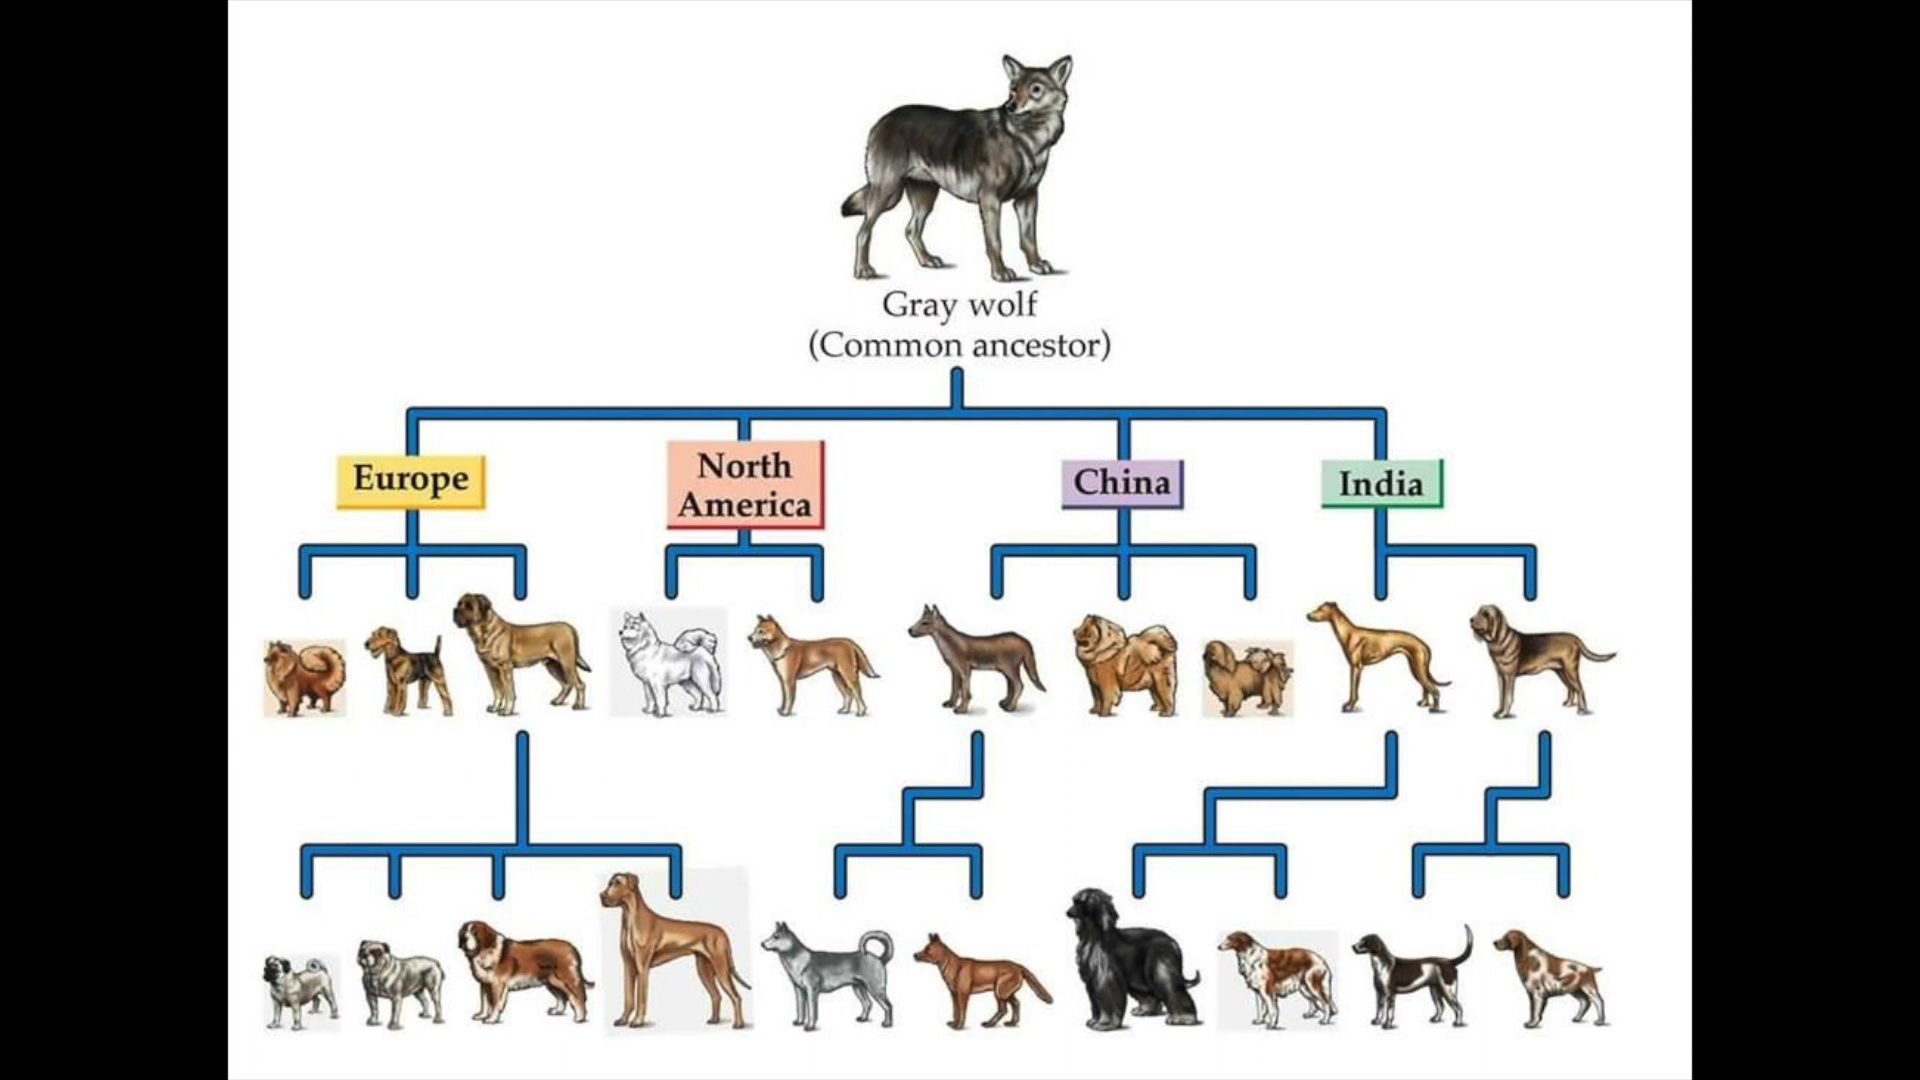 Gray wolf
(Common ancestor)
Europe
North
America
China
India